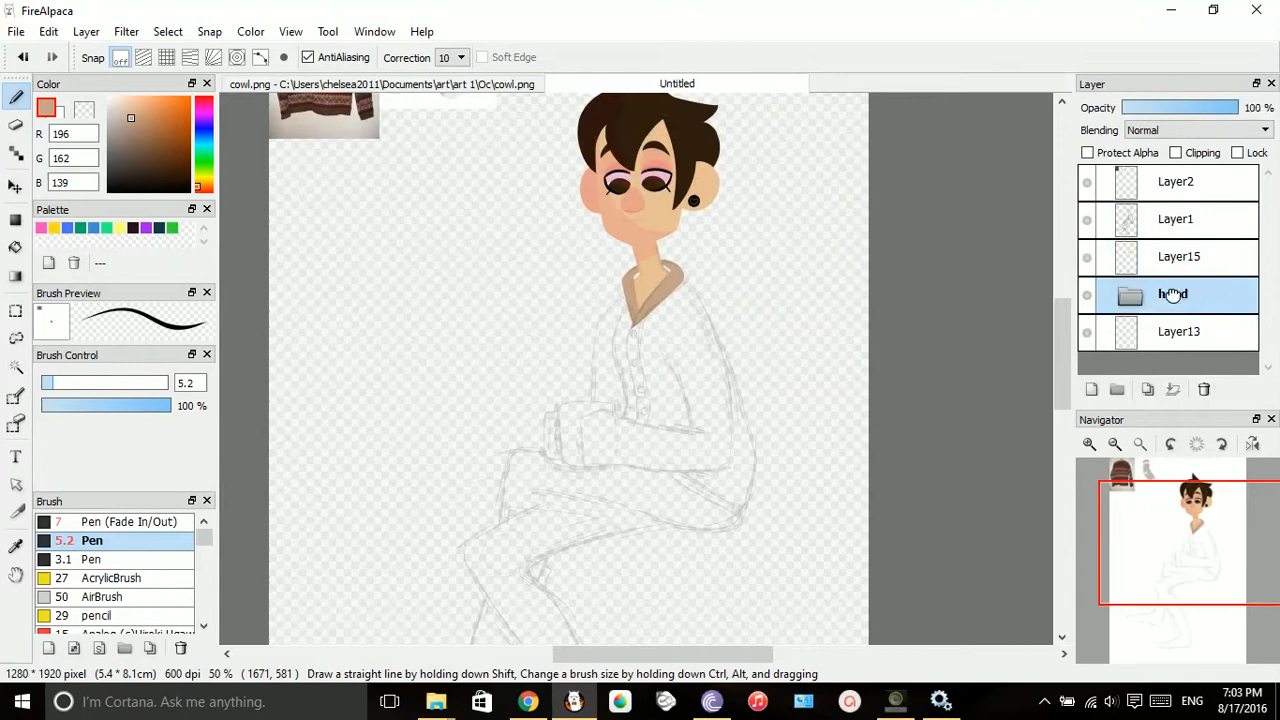 FireAlpaca
File Edit Layer Filter Select Snap Color View Tool Window Help
Snap off AntiAliasing Correction 10 Soft Edge
Color
cowl.png - C:\Users\chelsea2011\Documents\art\art 1\Oc\cowl.png
Untitled
Layer
R 196
G 162
B 139
Opacity 100 %
Blending Normal
Protect Alpha Clipping Lock
Layer2
Layer1
Layer15
Layer13
Palette
---
Brush Preview
Brush Control
5.2
100 %
Navigator
Brush
7 Pen (Fade In/Out)
5.2 Pen
3.1 Pen
27 AcrylicBrush
50 AirBrush
29 pencil
1280 * 1920 pixel (5.4 * 8.1cm) 600 dpi 50 % ( 1671, 581 ) Draw a straight line by holding down Shift, Change a brush size by holding down Ctrl, Alt, and dragging
I'm Cortana. Ask me anything.
7:03 PM
8/17/2016